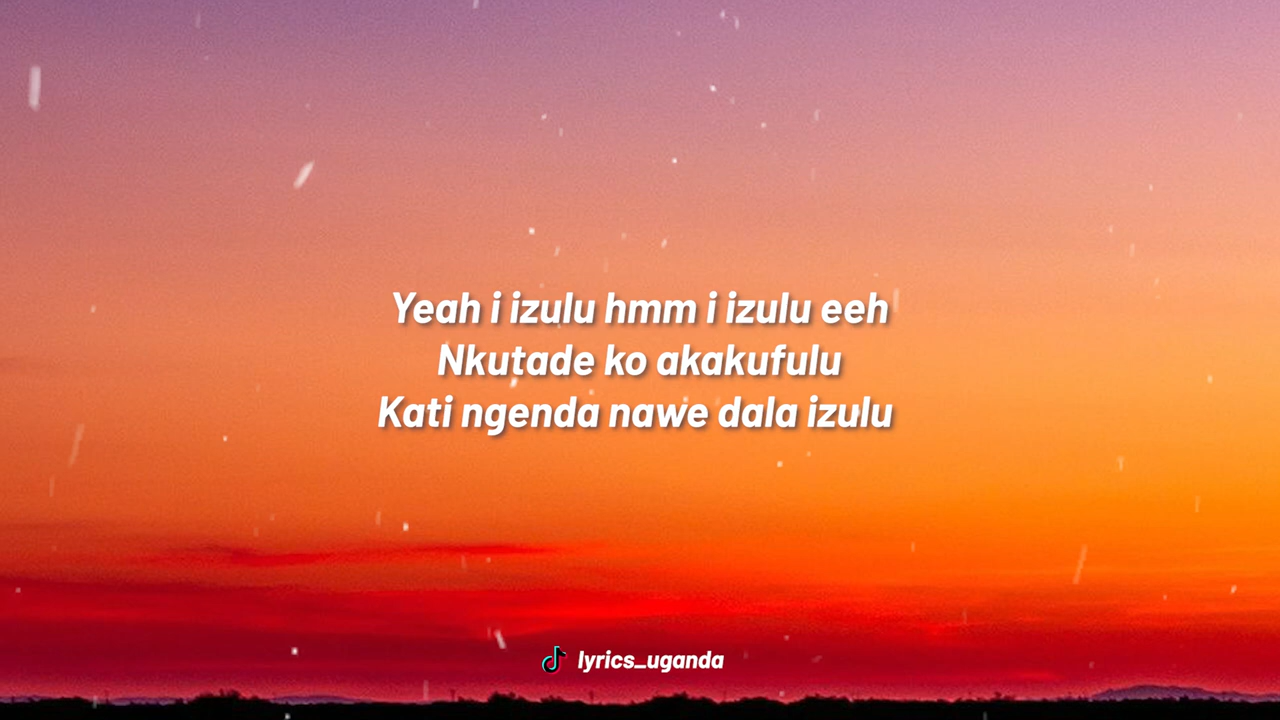 Yeah i izulu hmm i izulu eeh
Nkutade ko akakufulu
Kati ngenda nawe dala izulu
lyrics_uganda